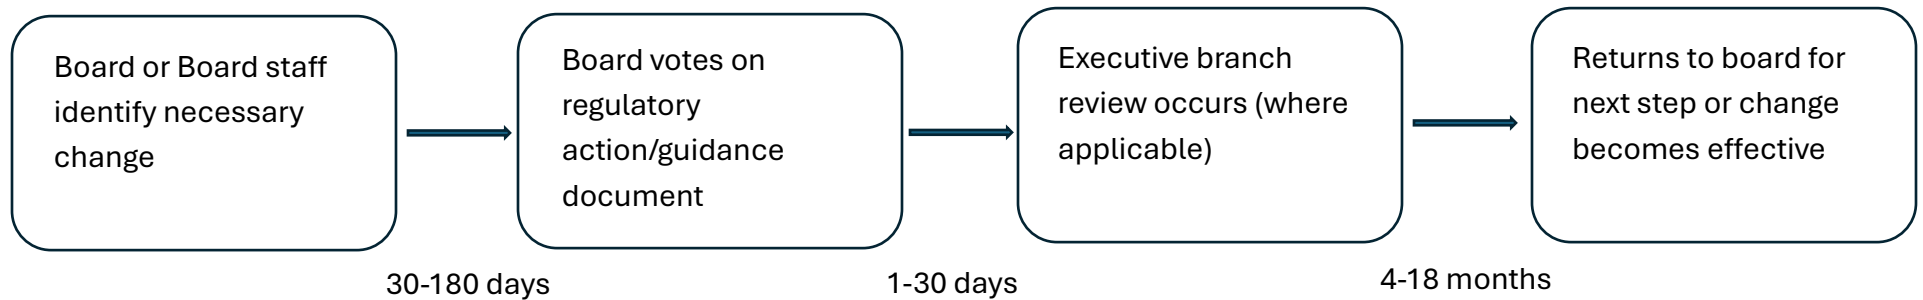 Board or Board staff
identify necessary
change
Board votes on
regulatory
action/guidance
document
Executive branch
review occurs (where
applicable)
Returns to board for
next step or change
becomes effective
30-180 days
1-30 days
4-18 months